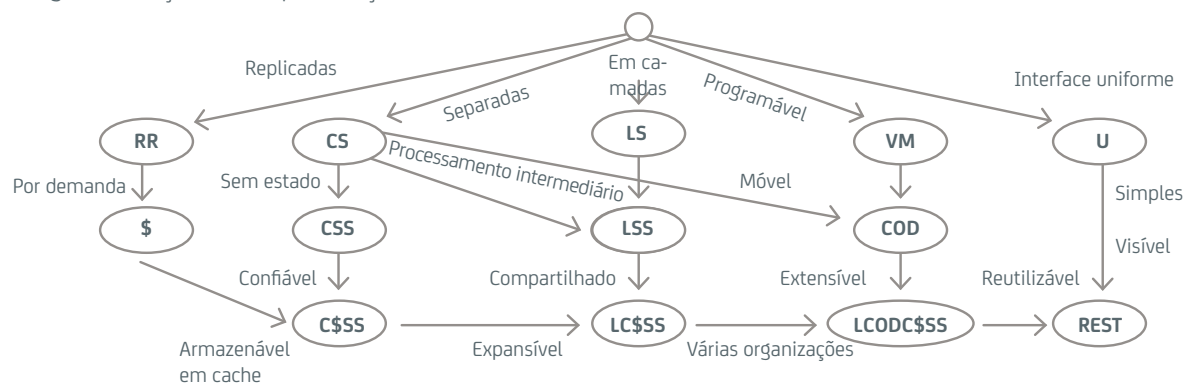 Replicadas
Separadas
Em ca-
madas
Programável
Interface uniforme
RR
CS
LS
VM
U
Por demanda
Sem estado
Processamento intermediário
Móvel
Simples
$
CSS
LSS
COD
Visível
Confiável
Compartilhado
Extensível
Reutilizável
C$SS
LC$SS
LCODC$SS
REST
Armazenável
em cache
Expansível
Várias organizações